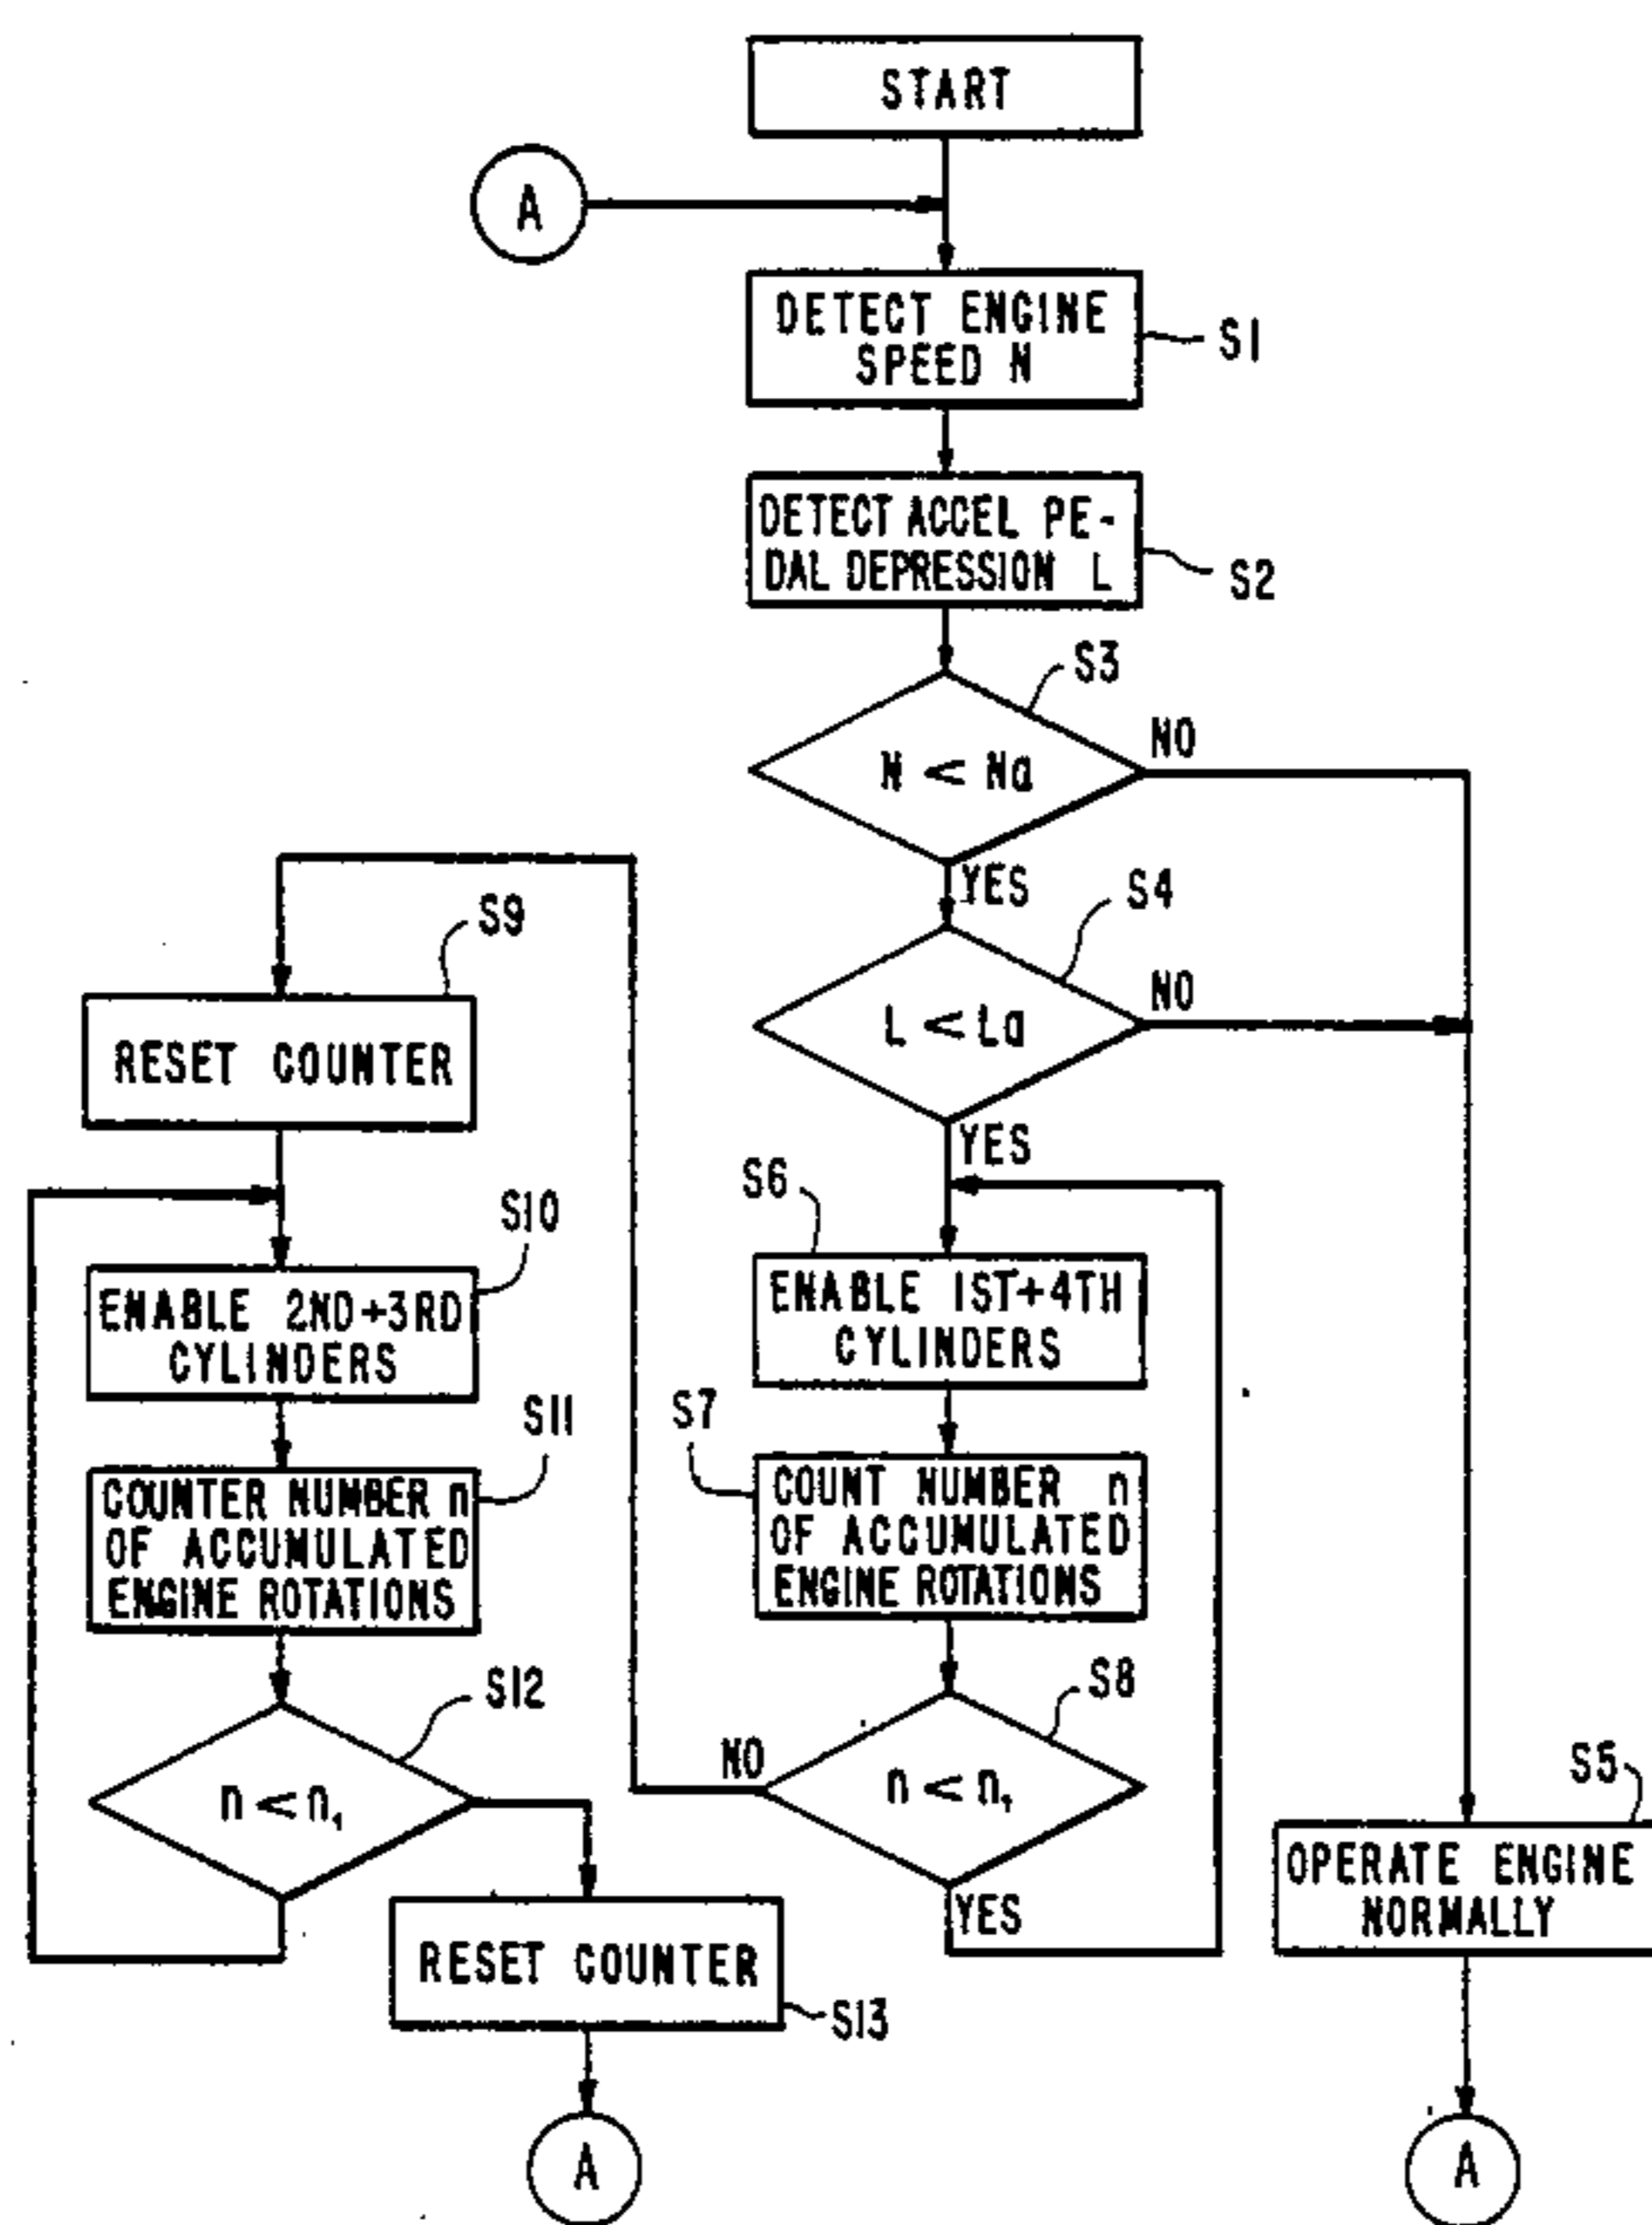 START
A
DETECT ENGINE
SPEED N
S1
DETECT ACCEL PE-
DAL DEPRESSION L
S2
S3
N < Na
NO
YES
S4
L < La
NO
YES
S9
RESET COUNTER
S6
ENABLE 1ST+4TH
CYLINDERS
S10
ENABLE 2ND+3RD
CYLINDERS
S7
COUNT NUMBER n
OF ACCUMULATED
ENGINE ROTATIONS
S11
COUNTER NUMBER n
OF ACCUMULATED
ENGINE ROTATIONS
S8
n < n₁
NO
YES
S12
n < n₁
S5
OPERATE ENGINE
NORMALLY
RESET COUNTER
S13
A
A